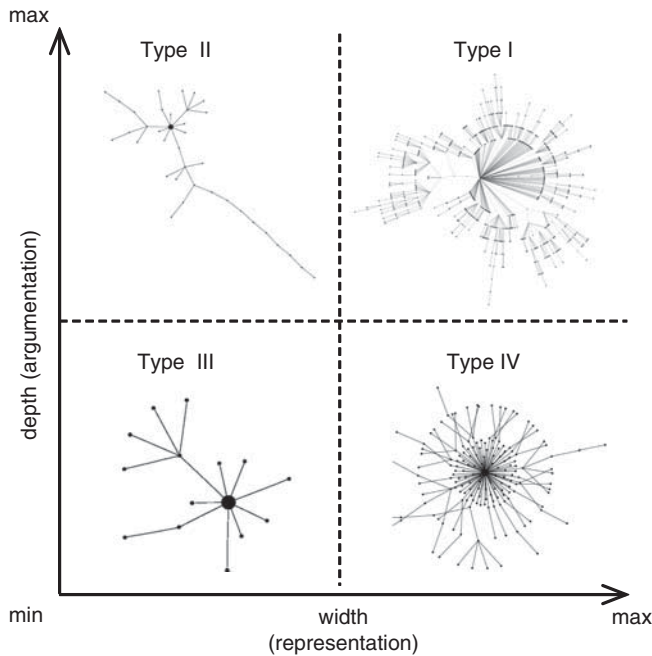 max
Type II
Type I
depth (argumentation)
Type III
Type IV
min
width
(representation)
max